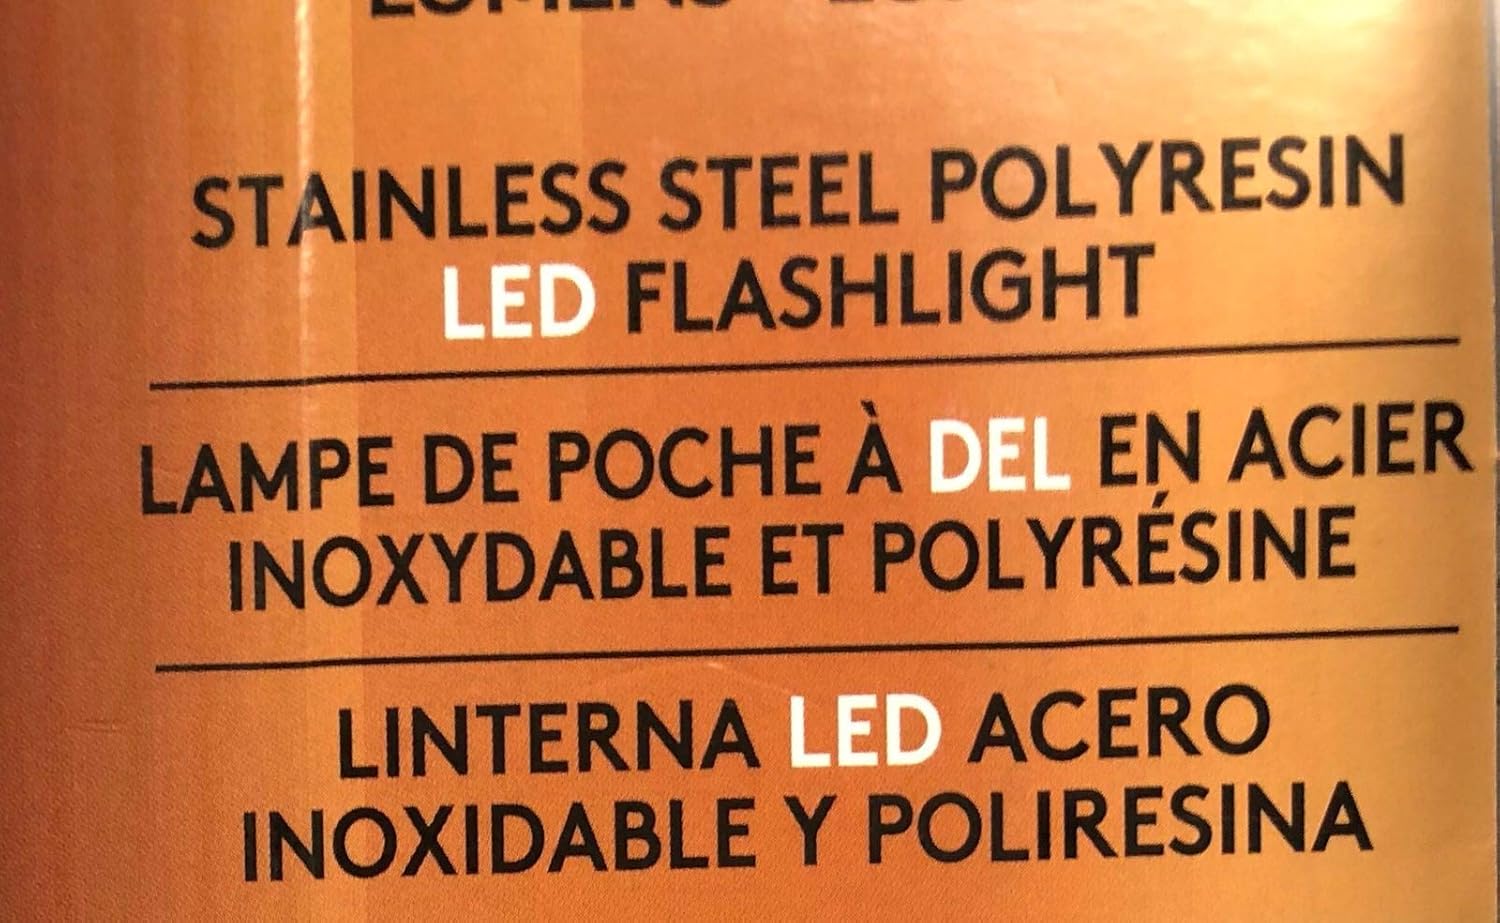 STAINLESS STEEL POLYRESIN
LED FLASHLIGHT
LAMPE DE POCHE À DEL EN ACIER
INOXYDABLE ET POLYRÉSINE
LINTERNA LED ACERO
INOXIDABLE Y POLIRESINA